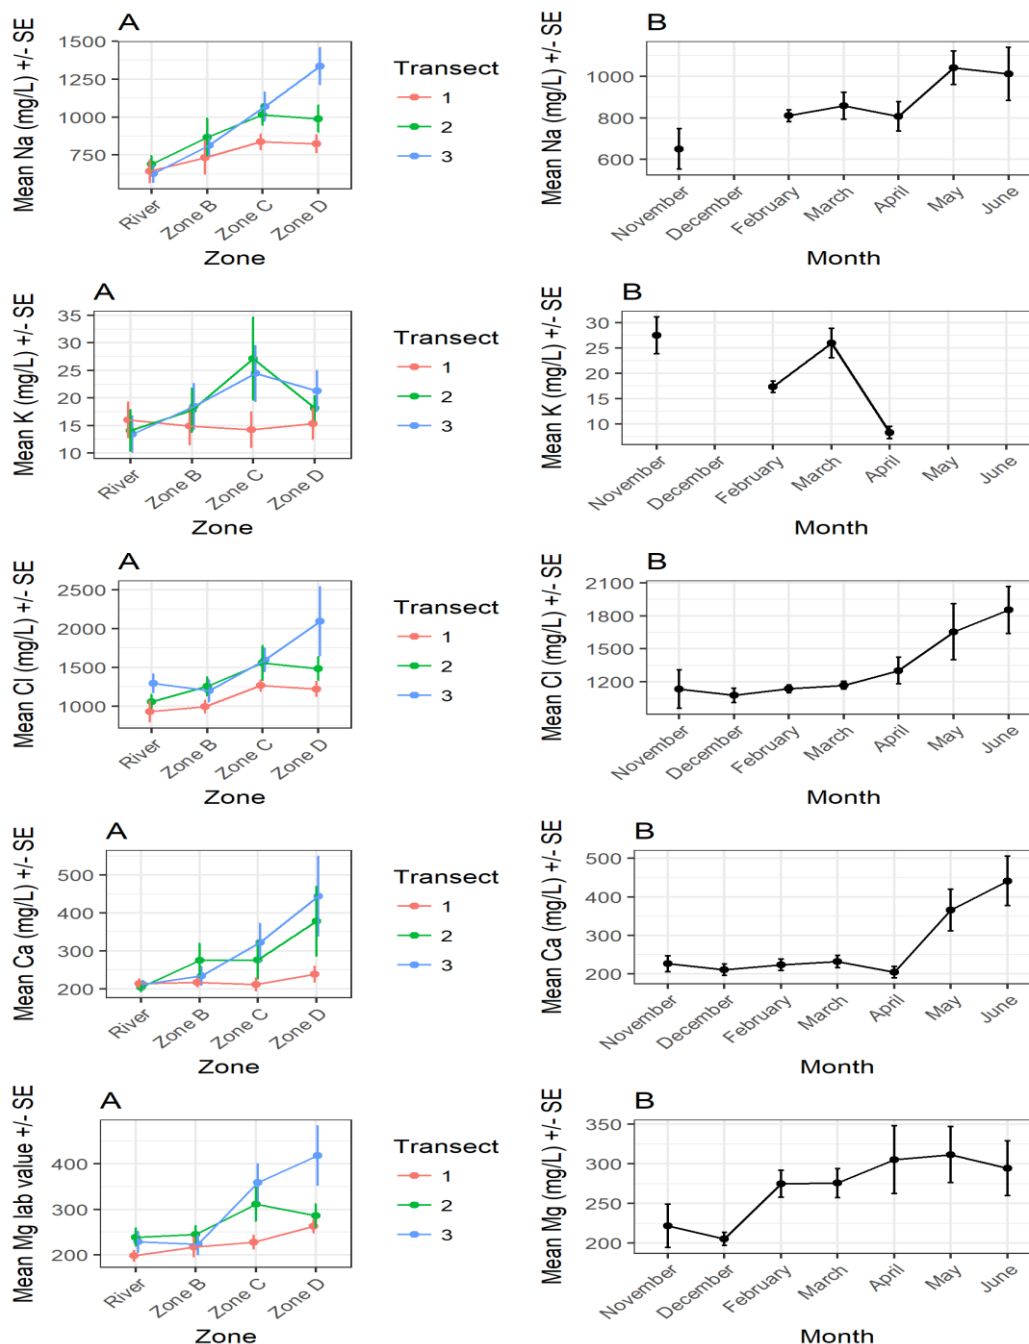 A
Mean Na (mg/L) +/- SE
1500
1250
1000
750
River
Zone B
Zone C
Zone D
Zone
Transect
1
2
3
B
Mean Na (mg/L) +/- SE
1000
800
600
November
December
February
March
April
May
June
Month
A
Mean K (mg/L) +/- SE
35
30
25
20
15
10
River
Zone B
Zone C
Zone D
Zone
Transect
1
2
3
B
Mean K (mg/L) +/- SE
30
25
20
15
10
November
December
February
March
April
May
June
Month
A
Mean Cl (mg/L) +/- SE
2500
2000
1500
1000
River
Zone B
Zone C
Zone D
Zone
Transect
1
2
3
B
Mean Cl (mg/L) +/- SE
2100
1800
1500
1200
November
December
February
March
April
May
June
Month
A
Mean Ca (mg/L) +/- SE
500
400
300
200
River
Zone B
Zone C
Zone D
Zone
Transect
1
2
3
B
Mean Ca (mg/L) +/- SE
500
400
300
200
November
December
February
March
April
May
June
Month
A
Mean Mg lab value +/- SE
400
300
200
River
Zone B
Zone C
Zone D
Zone
Transect
1
2
3
B
Mean Mg (mg/L) +/- SE
350
300
250
200
November
December
February
March
April
May
June
Month